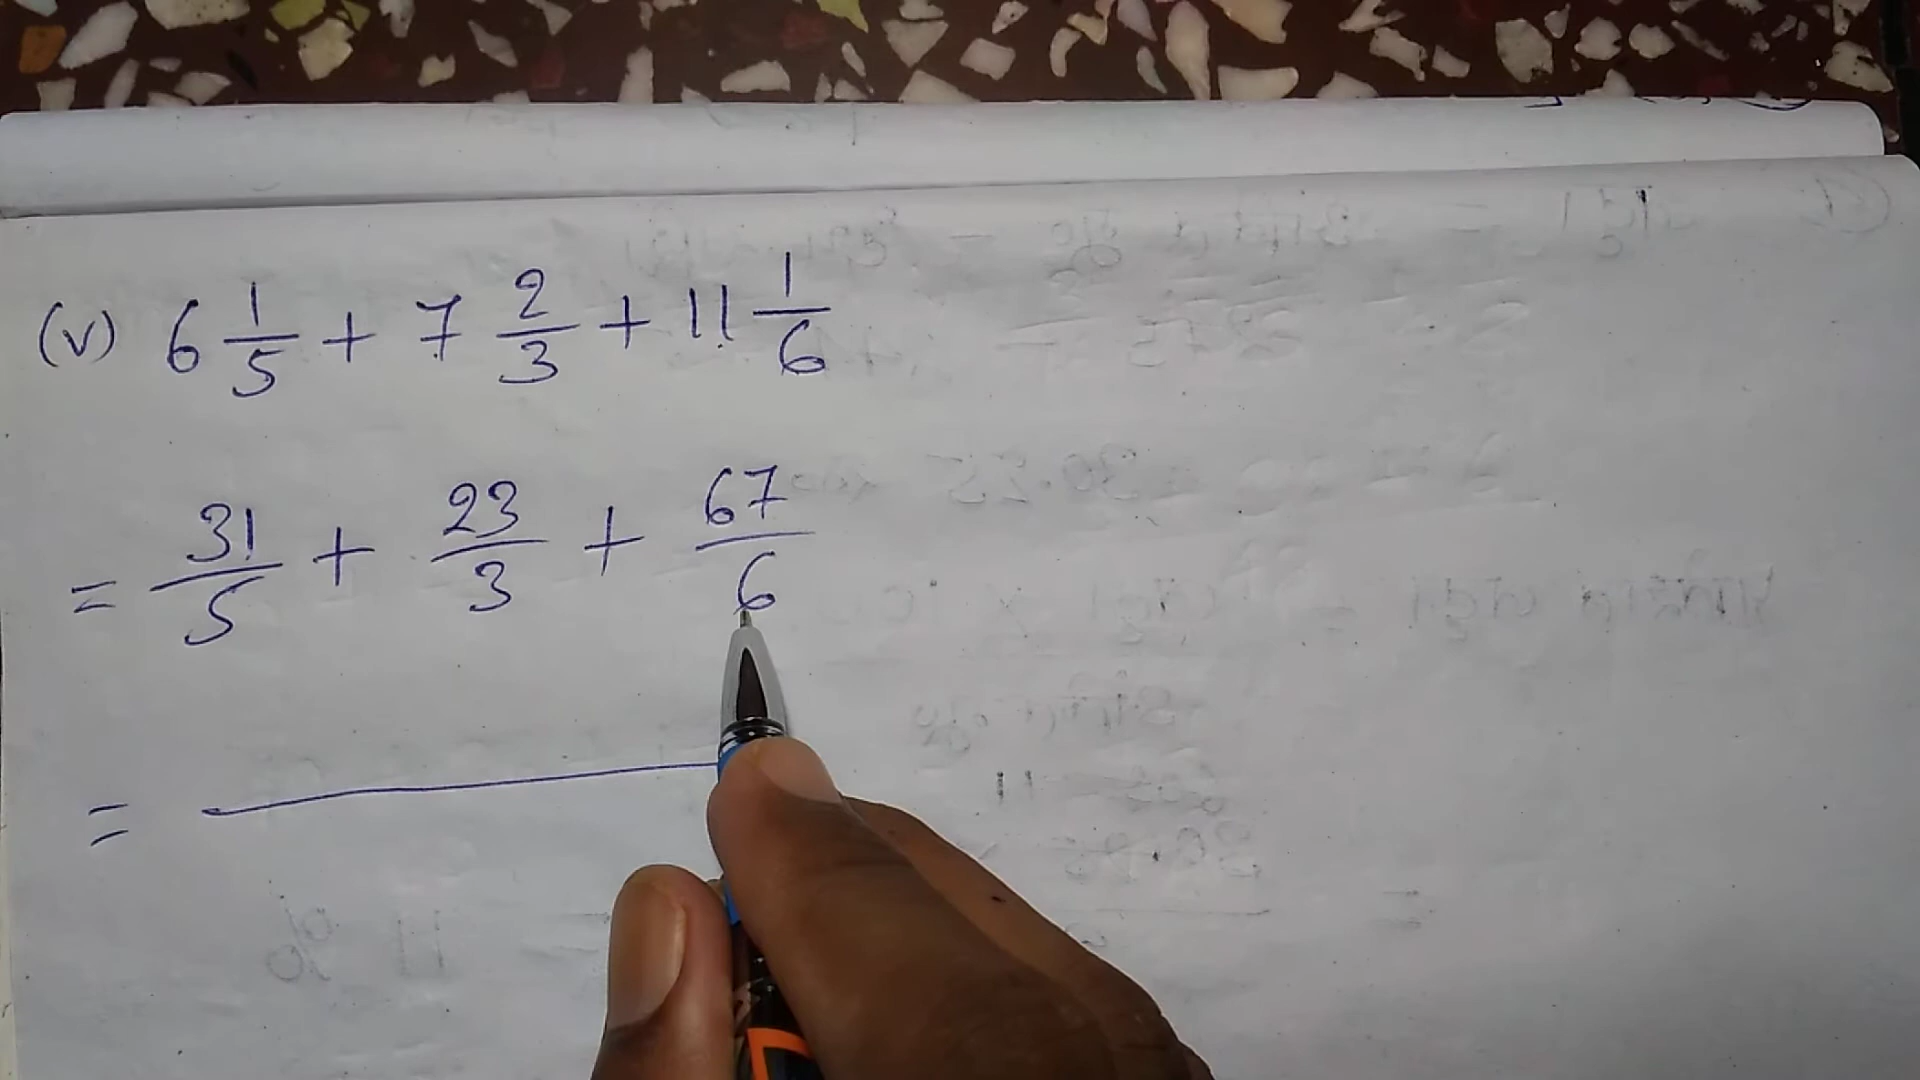 (v) 6 1/5 + 7 2/3 + 11 1/6
= 31/5 + 23/3 + 67/6
=